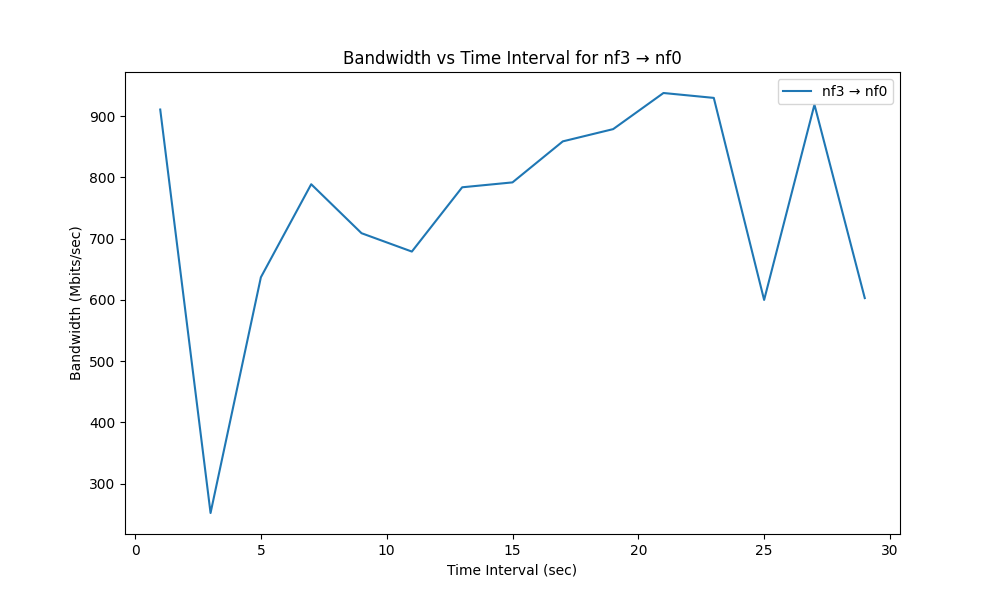 Bandwidth vs Time Interval for nf3 → nf0
nf3 → nf0
Bandwidth (Mbits/sec)
900
800
700
600
500
400
300
0 5 10 15 20 25 30
Time Interval (sec)